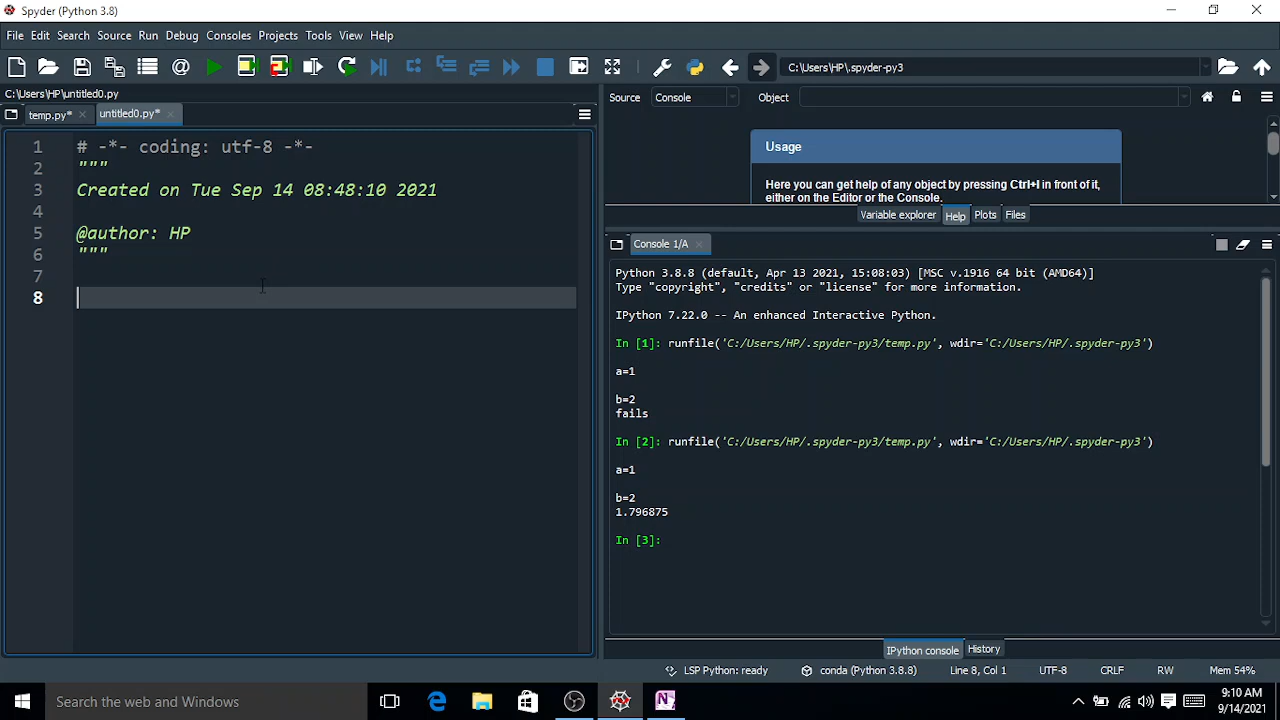 Spyder (Python 3.8)
File Edit Search Source Run Debug Consoles Projects Tools View Help
C:\Users\HP\.spyder-py3
C:\Users\HP\untitled0.py
temp.py*
untitled0.py*
1 # -*- coding: utf-8 -*-
2 """
3 Created on Tue Sep 14 08:48:10 2021
4
5 @author: HP
6 """
7
8
Source Console Object
Usage
Here you can get help of any object by pressing Ctrl+I in front of it,
either on the Editor or the Console.
Variable explorer Help Plots Files
Console 1/A
Python 3.8.8 (default, Apr 13 2021, 15:08:03) [MSC v.1916 64 bit (AMD64)]
Type "copyright", "credits" or "license" for more information.
IPython 7.22.0 -- An enhanced Interactive Python.
In [1]: runfile('C:/Users/HP/.spyder-py3/temp.py', wdir='C:/Users/HP/.spyder-py3')
a=1
b=2
fails
In [2]: runfile('C:/Users/HP/.spyder-py3/temp.py', wdir='C:/Users/HP/.spyder-py3')
a=1
b=2
1.796875
In [3]:
IPython console History
LSP Python: ready conda (Python 3.8.8) Line 8, Col 1 UTF-8 CRLF RW Mem 54%
Search the web and Windows
9:10 AM
9/14/2021